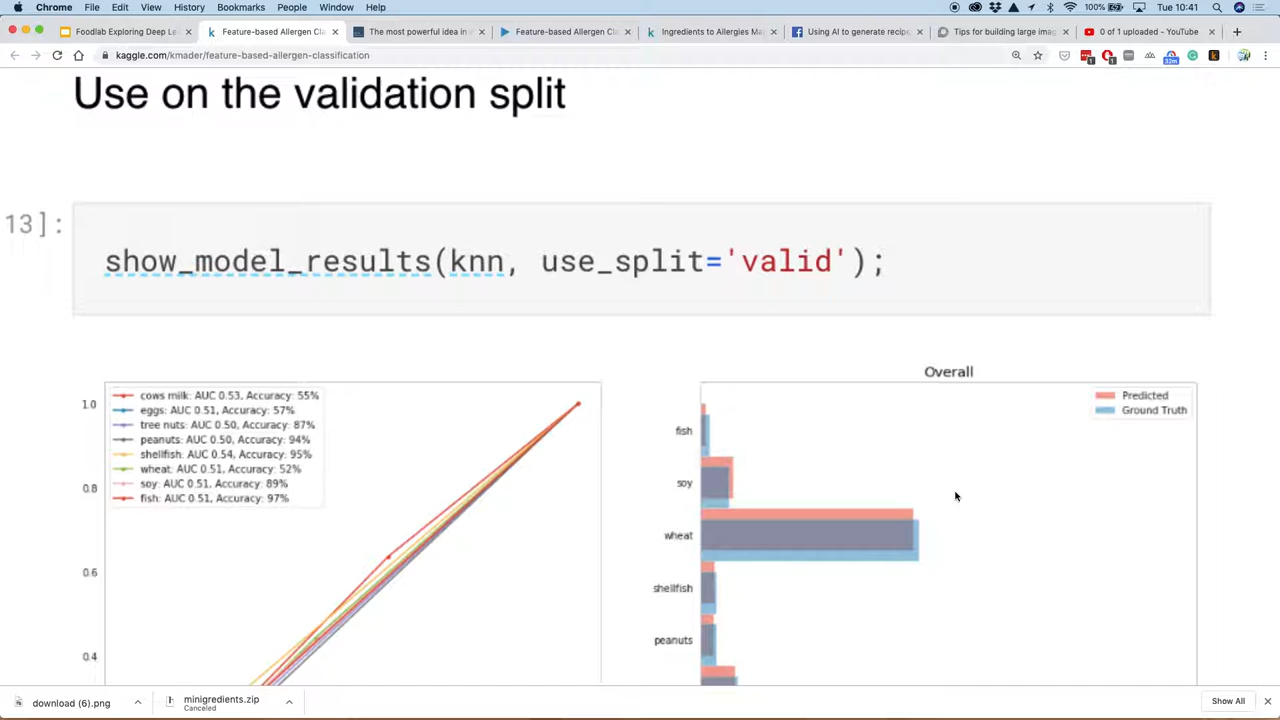 Chrome File Edit View History Bookmarks People Window Help 100% Tue 10:41
Foodlab Exploring Deep Le Feature-based Allergen Cla The most powerful idea in Feature-based Allergen Cl Ingredients to Allergies Ma Using AI to generate recipe Tips for building large imag 0 of 1 uploaded - YouTube
kaggle.com/kmader/feature-based-allergen-classification
Use on the validation split
13]:
show_model_results(knn, use_split='valid');
Overall
1.0
0.8
0.6
0.4
cows milk: AUC 0.53, Accuracy: 55%
eggs: AUC 0.51, Accuracy: 57%
tree nuts: AUC 0.50, Accuracy: 87%
peanuts: AUC 0.50, Accuracy: 94%
shellfish: AUC 0.54, Accuracy: 95%
wheat: AUC 0.51, Accuracy: 52%
soy: AUC 0.51, Accuracy: 89%
fish: AUC 0.51, Accuracy: 97%
Predicted
Ground Truth
fish
soy
wheat
shellfish
peanuts
download (6).png
minigredients.zip
Canceled
Show All